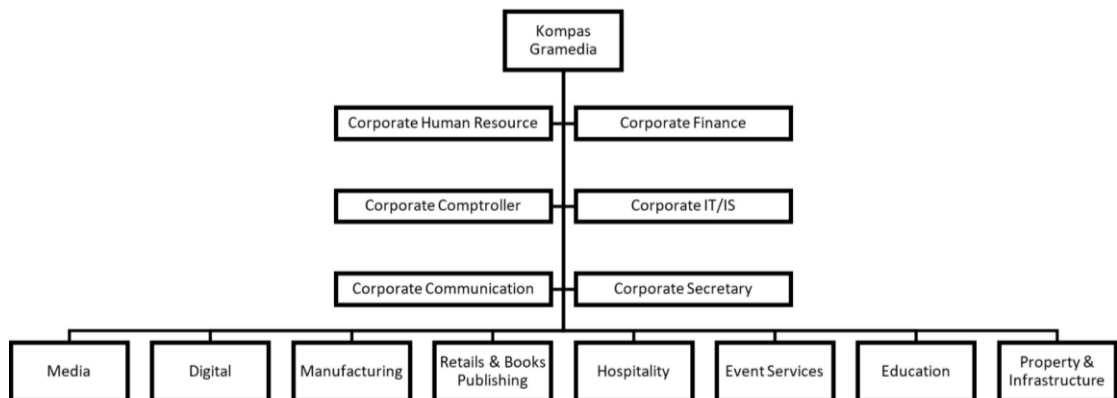 Kompas
Gramedia
Corporate Human Resource
Corporate Finance
Corporate Comptroller
Corporate IT/IS
Corporate Communication
Corporate Secretary
Media
Digital
Manufacturing
Retails & Books
Publishing
Hospitality
Event Services
Education
Property &
Infrastructure